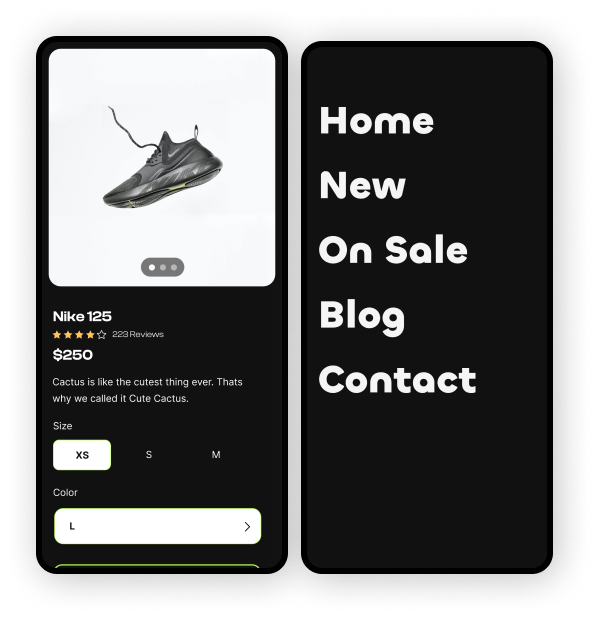 Nike 125
223 Reviews
$250
Cactus is like the cutest thing ever. Thats
why we called it Cute Cactus.
Size
XS S M
Color
L
Home
New
On Sale
Blog
Contact